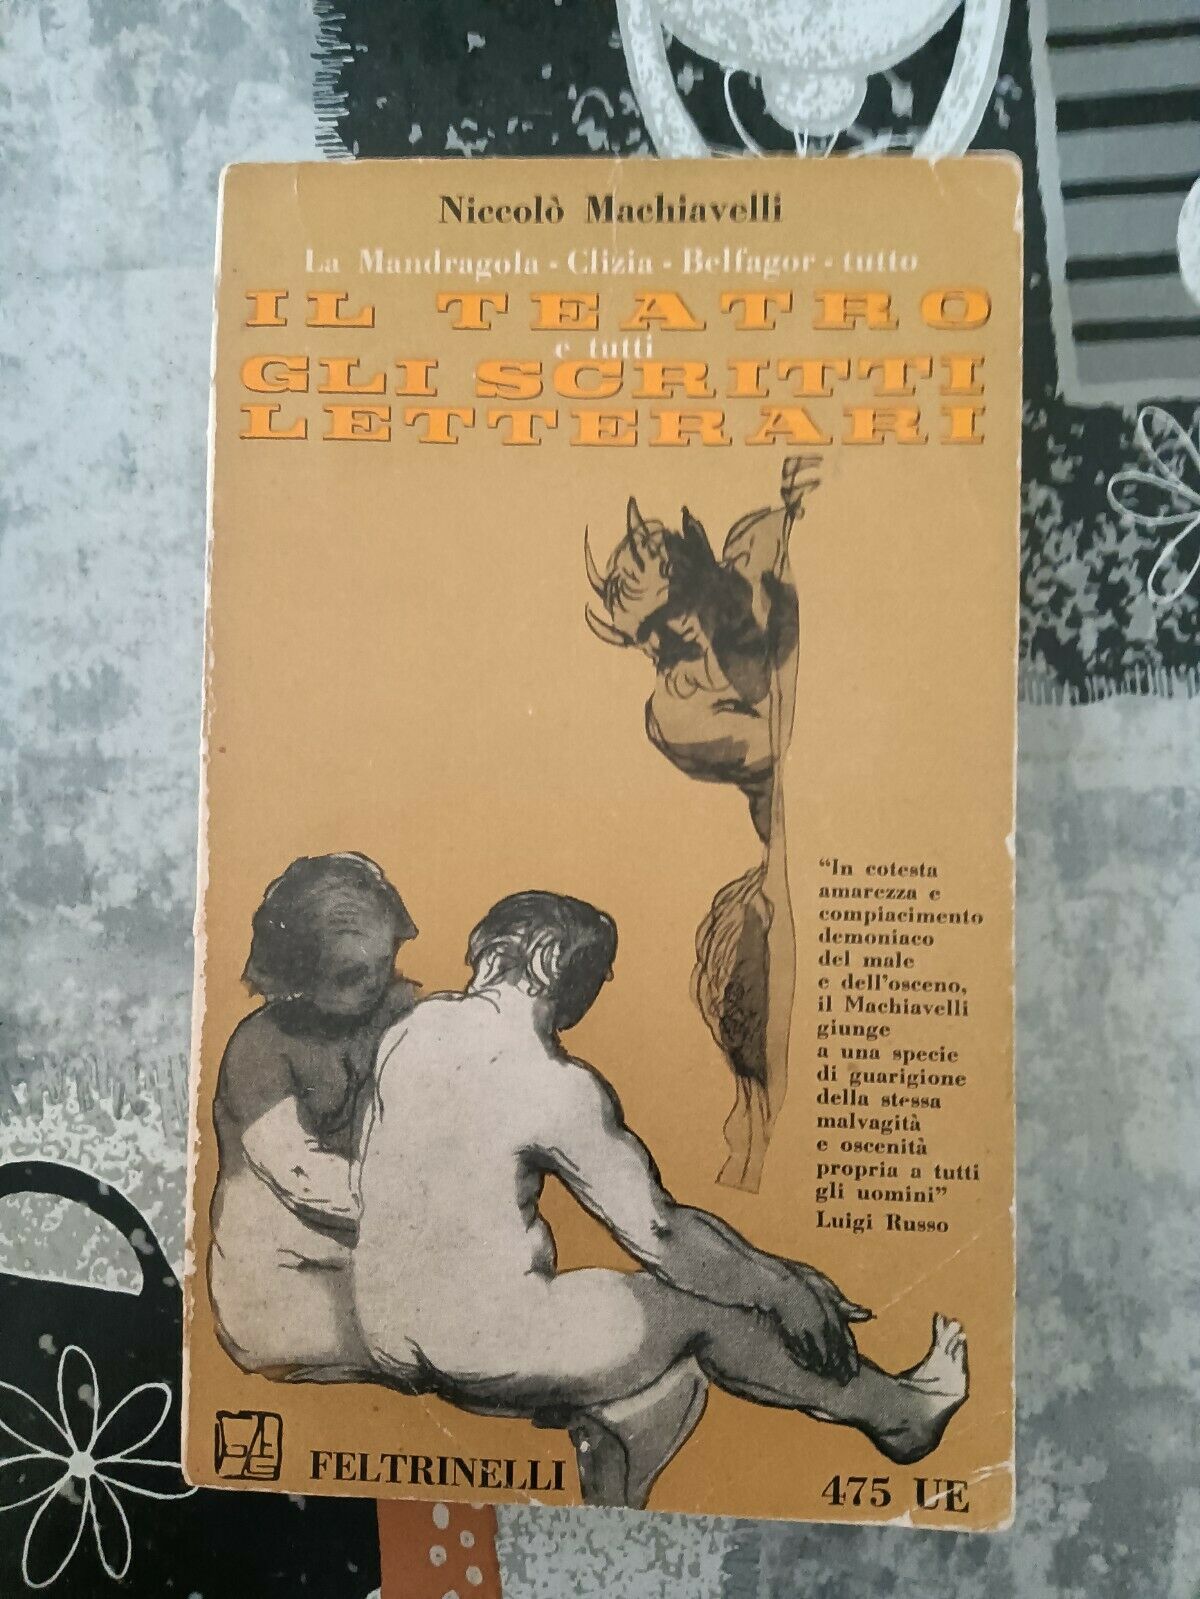 Niccolò Machiavelli
La Mandragola - Clizia - Belfagor - tutto
IL TEATRO
e tutti
GLI SCRITTI
LETTERARI
“In cotesta
amarezza e
compiacimento
demoniaco
del male
e dell'osceno,
il Machiavelli
giunge
a una specie
di guarigione
della stessa
malvagità
e oscenità
propria a tutti
gli uomini”
Luigi Russo
FELTRINELLI
475 UE